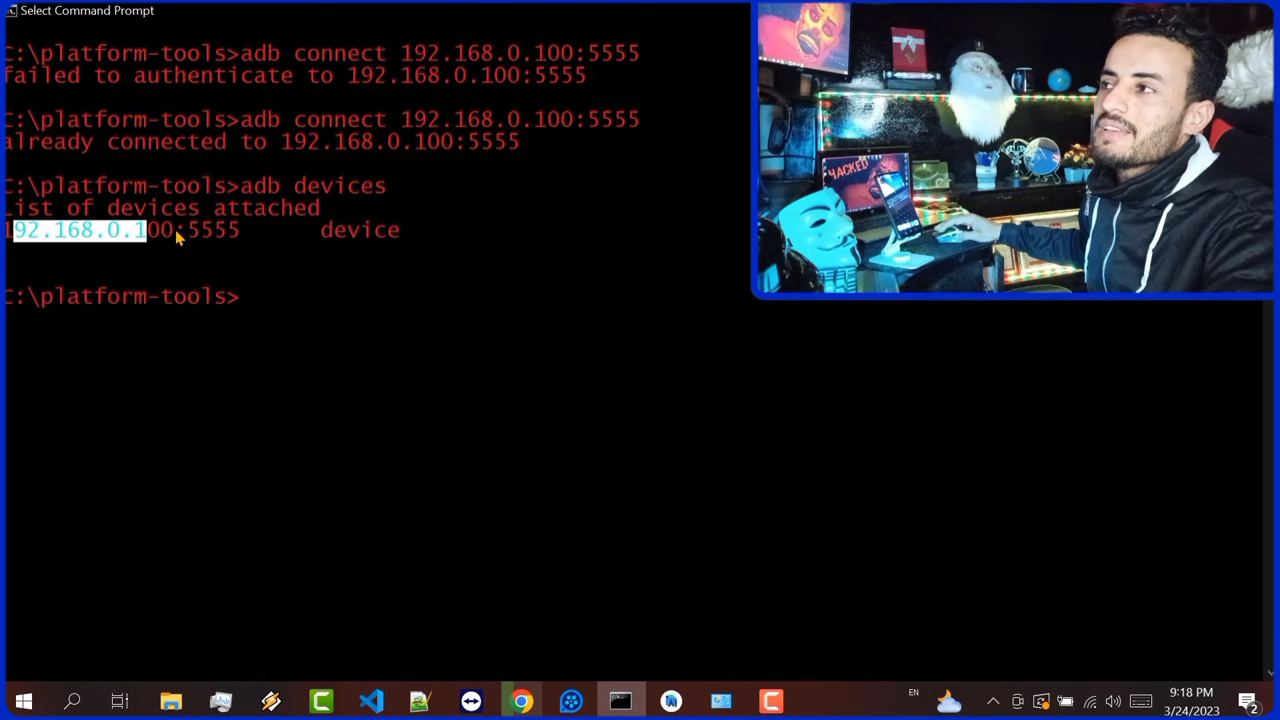 Select Command Prompt
C:\platform-tools>adb connect 192.168.0.100:5555
failed to authenticate to 192.168.0.100:5555
C:\platform-tools>adb connect 192.168.0.100:5555
already connected to 192.168.0.100:5555
C:\platform-tools>adb devices
List of devices attached
192.168.0.100:5555 device
C:\platform-tools>
HACKED
EN
9:18 PM
3/24/2023
2